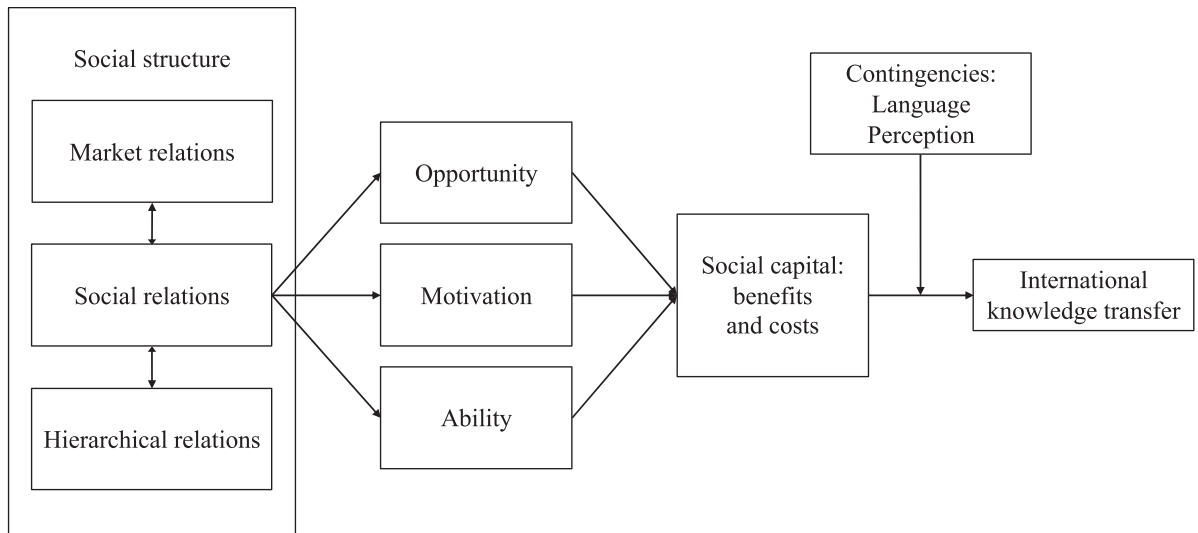 Social structure
Market relations
Social relations
Hierarchical relations
Opportunity
Motivation
Ability
Social capital:
benefits
and costs
Contingencies:
Language
Perception
International
knowledge transfer